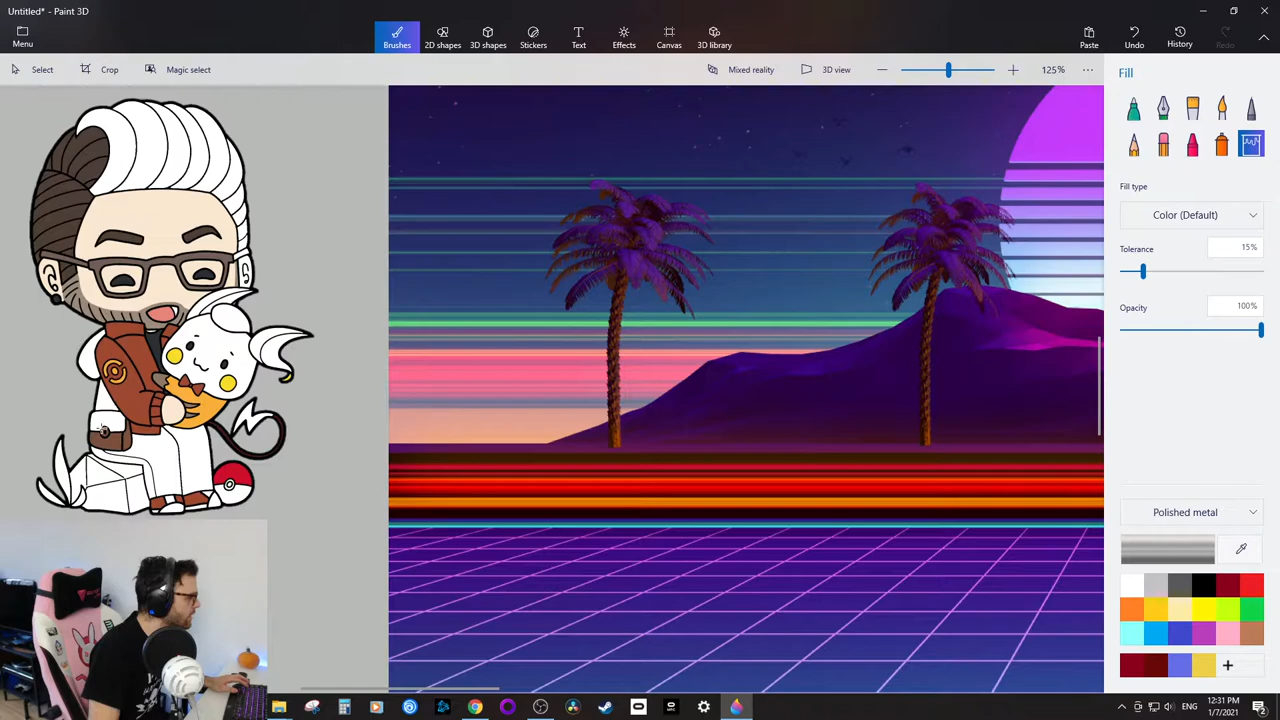 Untitled* - Paint 3D
Menu
Brushes
2D shapes
3D shapes
Stickers
Text
Effects
Canvas
3D library
Paste
Undo
History
Redo
Select
Crop
Magic select
Mixed reality
3D view
125%
Fill
Fill type
Color (Default)
Tolerance
15%
Opacity
100%
Polished metal
ENG
12:31 PM
1/7/2021
2